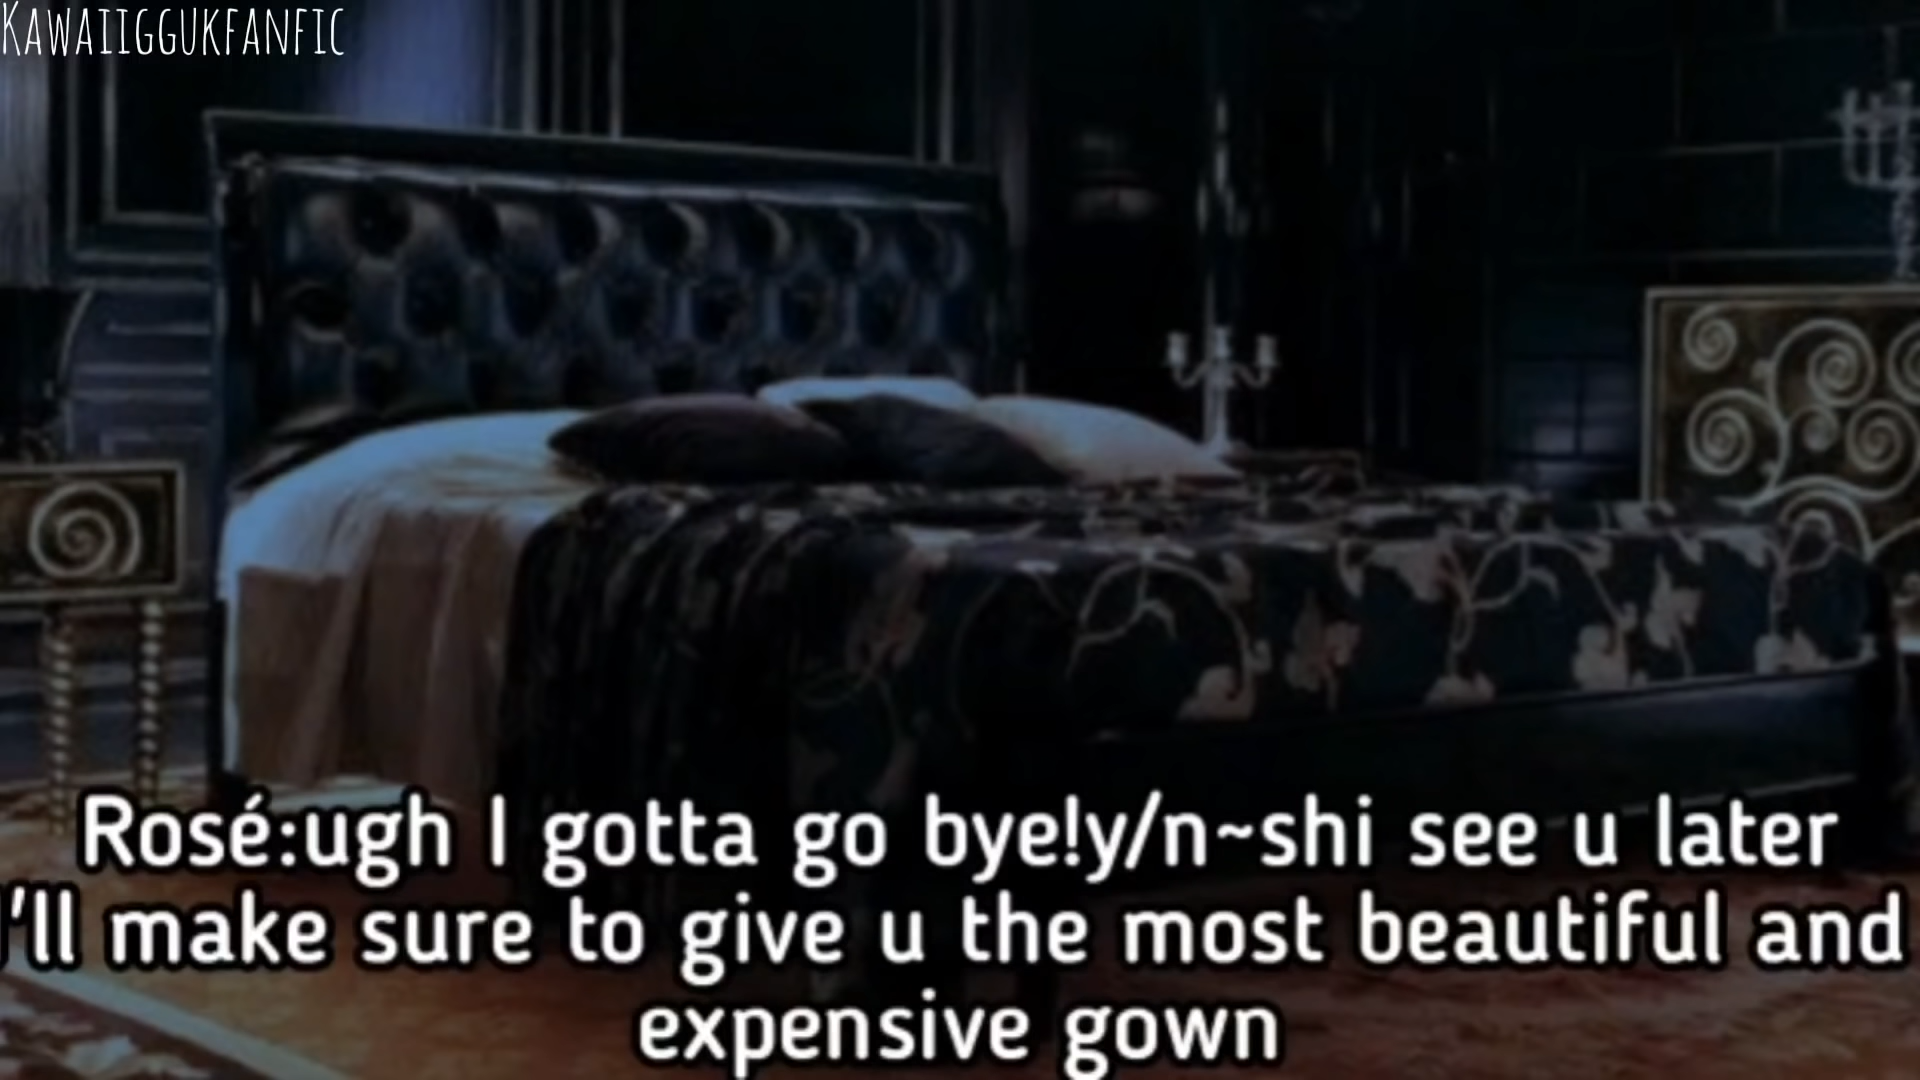 KAWAIIGGUKFANFIC
Rosé:ugh I gotta go bye!y/n~shi see u later
I'll make sure to give u the most beautiful and
expensive gown